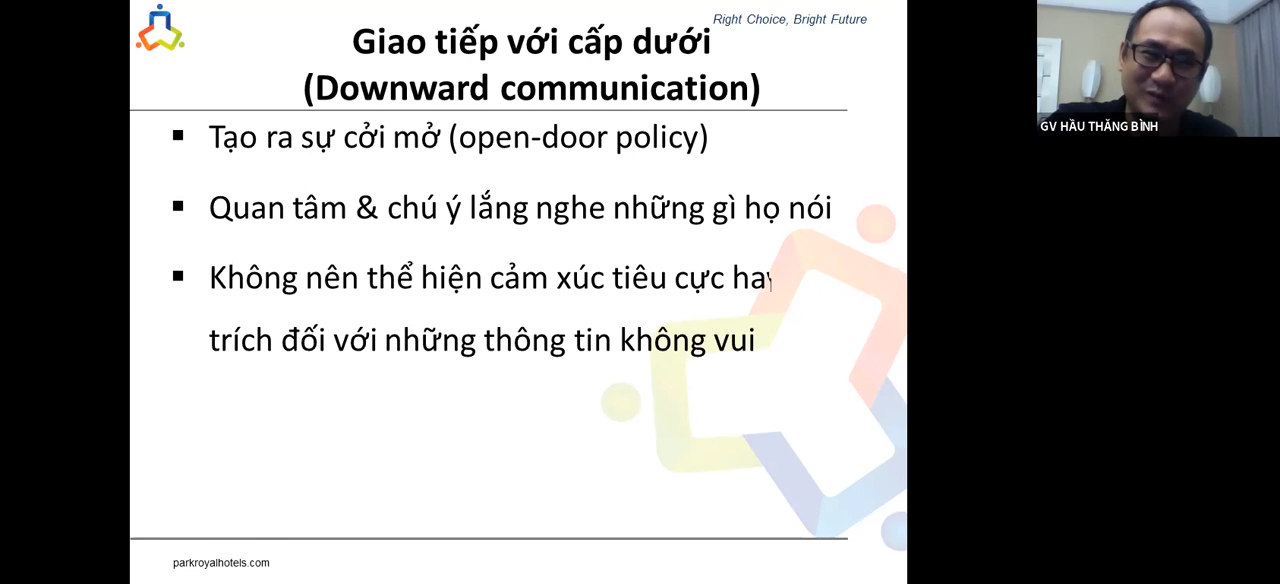 Right Choice, Bright Future
Giao tiếp với cấp dưới
(Downward communication)
▪ Tạo ra sự cởi mở (open-door policy)
▪ Quan tâm & chú ý lắng nghe những gì họ nói
▪ Không nên thể hiện cảm xúc tiêu cực hay
trích đối với những thông tin không vui
parkroyalhotels.com
GV HẦU THĂNG BÌNH